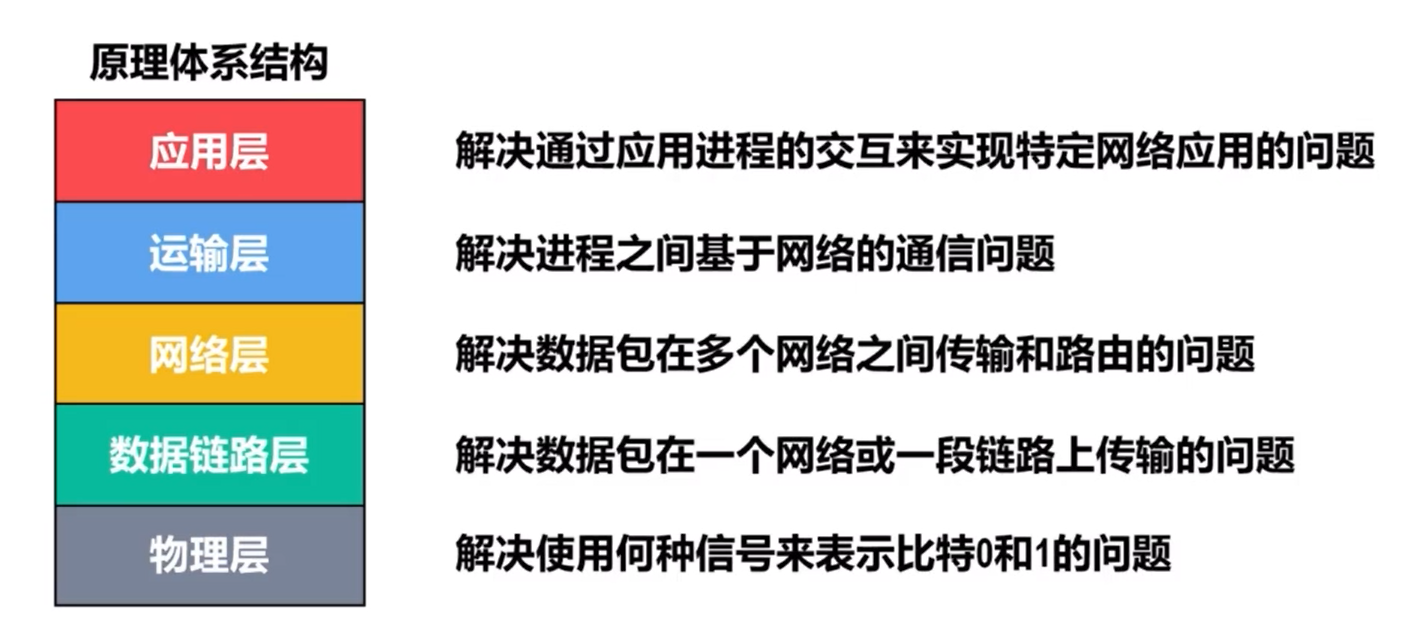 原理体系结构
应用层 解决通过应用进程的交互来实现特定网络应用的问题
运输层 解决进程之间基于网络的通信问题
网络层 解决数据包在多个网络之间传输和路由的问题
数据链路层 解决数据包在一个网络或一段链路上传输的问题
物理层 解决使用何种信号来表示比特0和1的问题